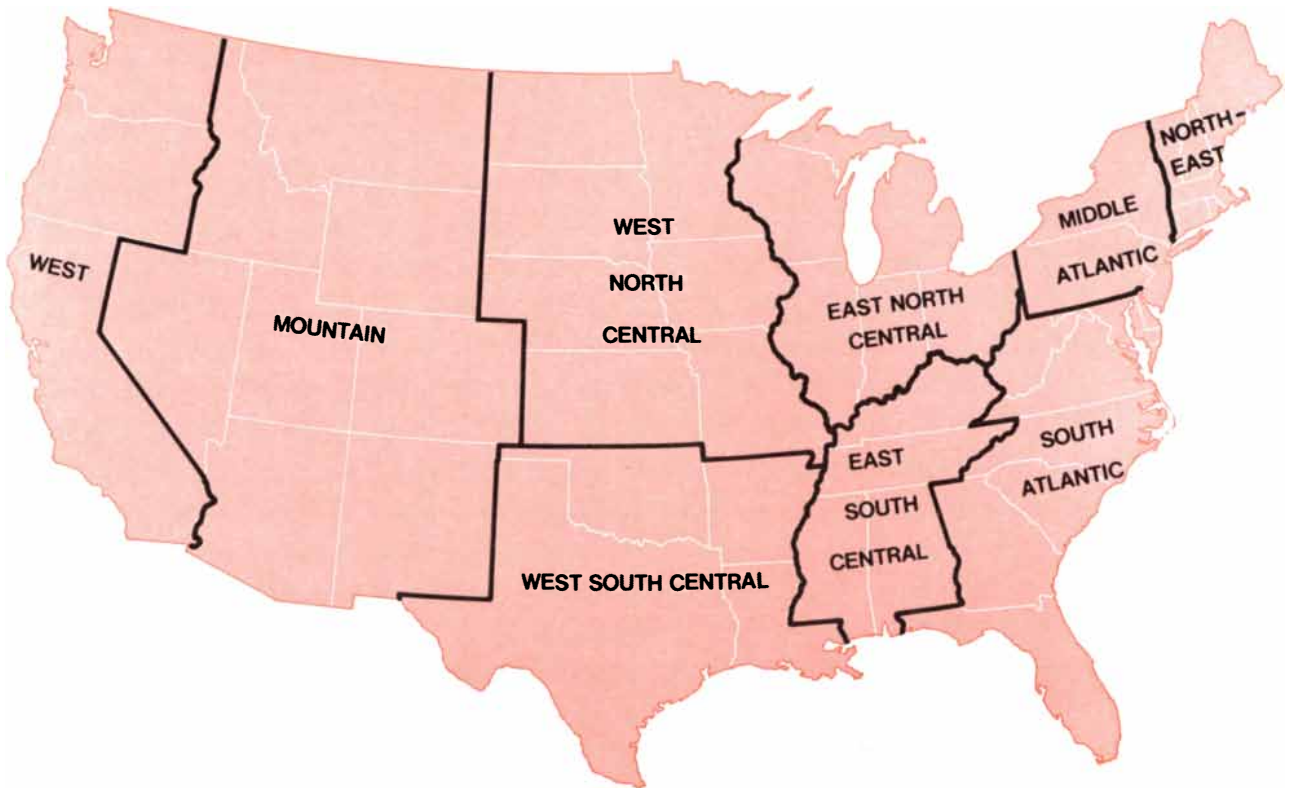 WEST
MOUNTAIN
WEST
NORTH
CENTRAL
WEST SOUTH CENTRAL
EAST NORTH
CENTRAL
EAST
SOUTH
CENTRAL
SOUTH
ATLANTIC
MIDDLE
ATLANTIC
NORTH-
EAST